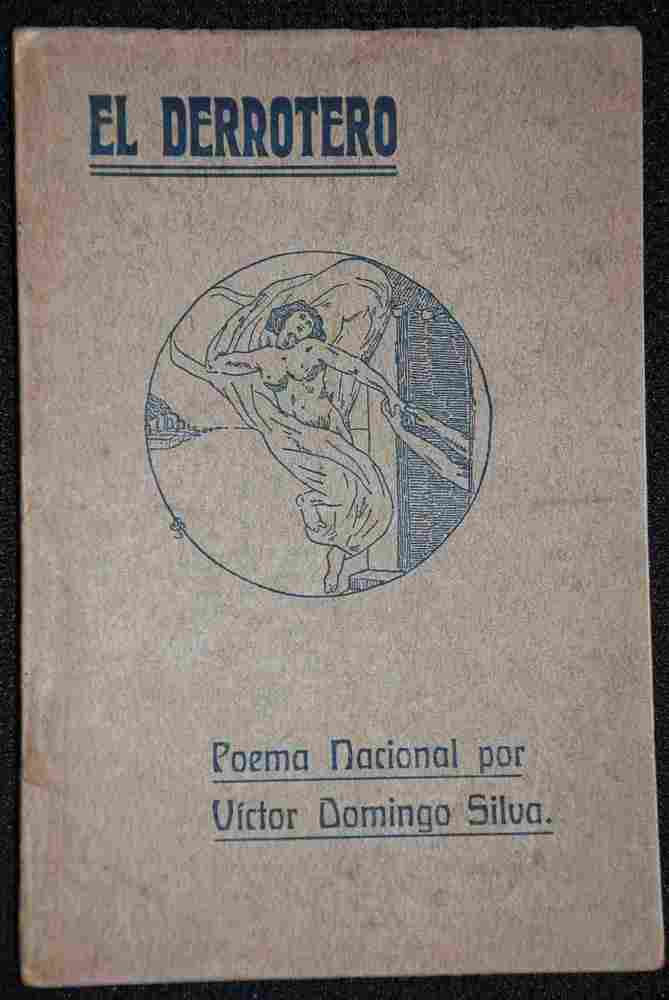 EL DERROTERO
Poema Nacional por
Víctor Domingo Silva.